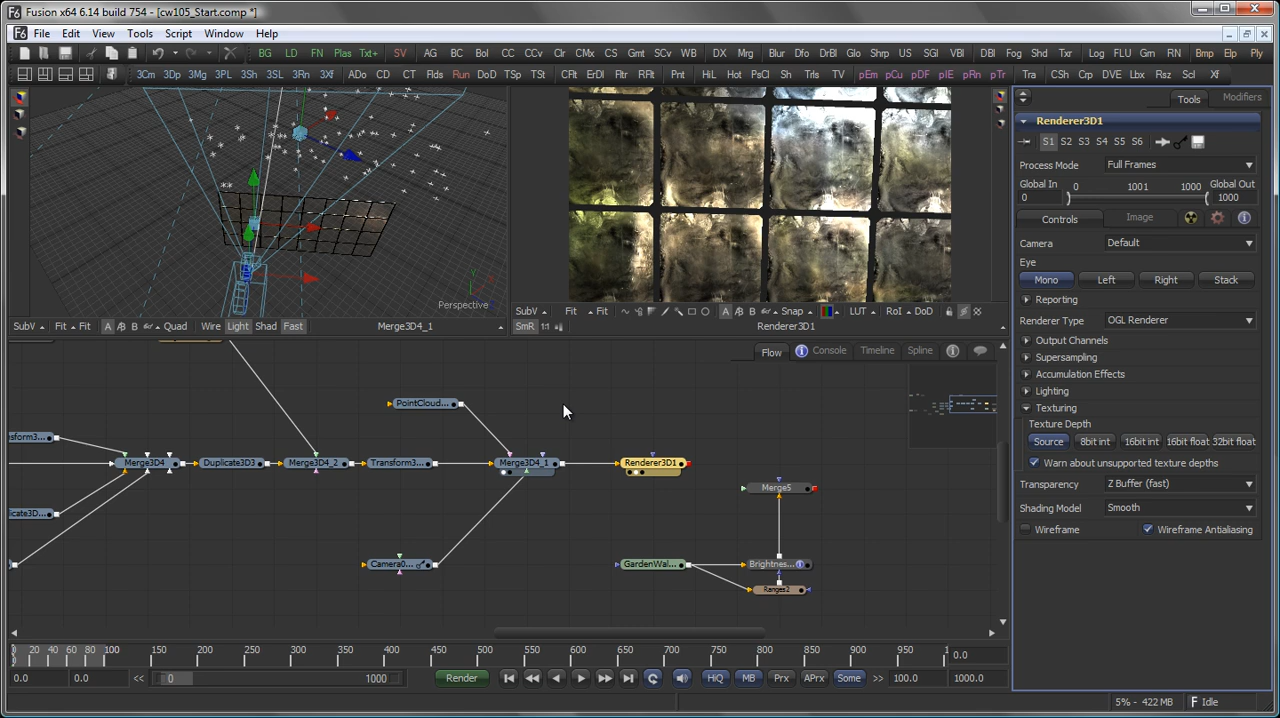 Fusion x64 6.14 build 754 - [cw105_Start.comp *]
File Edit View Tools Script Window Help
BG LD FN Plas Txt+ SV AG BC Bol CC CCv Clr CMx CS Gmt SCv WB DX Mrg Blur Dfo DrBl Glo Shrp US SGl VBl DBl Fog Shd Txr Log FLU Gm RN Bmp Elp Ply
3Cm 3Dp 3Mg 3PL 3Sh 3SL 3Rn 3Xf ADo CD CT Flds Run DoD TSp TSt CFlt ErDl Fltr RFlt Pnt HiL Hot PsCl Shd Trls TV pEm pCu pDF pIE pRn pTr Tra CSh Crp DVE Lbx Rsz Scl Xf
Perspective
SubV Fit Fit A B Quad Wire Light Shad Fast Merge3D4_1
SubV Fit Fit A B Snap LUT RoI DoD
SmR 1:1 Renderer3D1
Flow Console Timeline Spline
PointCloud...
nsform3...
Merge3D4 Duplicate3D3 Merge3D4_2 Transform3... Merge3D4_1 Renderer3D1
Merge5
icate3D...
Camera0... GardenWal... Brightnes...
Ranges2
0 20 40 60 80 100 150 200 250 300 350 400 450 500 550 600 650 700 750 800 850 900 950 1 0.0
0.0 0.0 << 0 1000 Render HiQ MB Prx APrx Some >> 100.0 1000.0
5% - 422 MB Idle
Tools Modifiers
Renderer3D1
S1 S2 S3 S4 S5 S6
Process Mode Full Frames
Global In 0 1001 1000 Global Out
0 1000
Controls Image
Camera Default
Eye
Mono Left Right Stack
Reporting
Renderer Type OGL Renderer
Output Channels
Supersampling
Accumulation Effects
Lighting
Texturing
Texture Depth
Source 8bit int 16bit int 16bit float 32bit float
Warn about unsupported texture depths
Transparency Z Buffer (fast)
Shading Model Smooth
Wireframe Wireframe Antialiasing